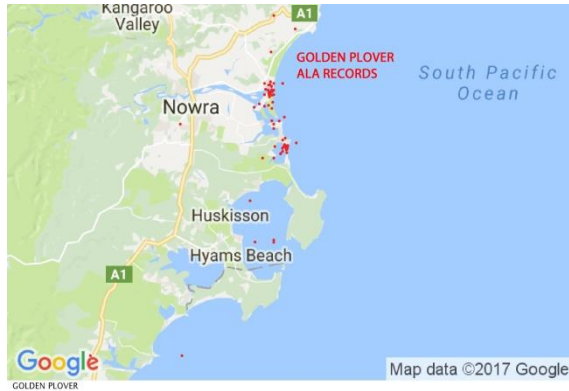 Kangaroo
Valley
A1
GOLDEN PLOVER
ALA RECORDS
South Pacific
Ocean
Nowra
Huskisson
Hyams Beach
A1
Google
Map data ©2017 Google
GOLDEN PLOVER